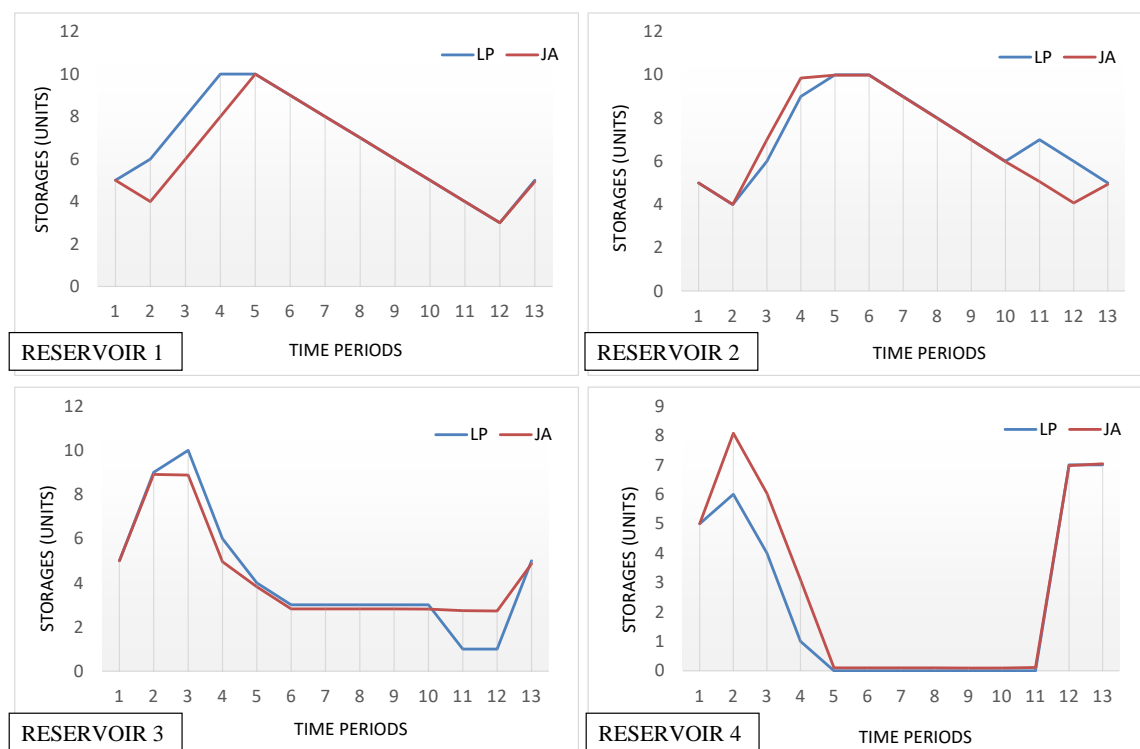 12
10
8
6
4
2
0
STORAGES (UNITS)
LP JA
1 2 3 4 5 6 7 8 9 10 11 12 13
TIME PERIODS
RESERVOIR 1
12
10
8
6
4
2
0
STORAGES (UNITS)
LP JA
1 2 3 4 5 6 7 8 9 10 11 12 13
TIME PERIODS
RESERVOIR 2
12
10
8
6
4
2
0
STORAGES (UNITS)
LP JA
1 2 3 4 5 6 7 8 9 10 11 12 13
TIME PERIODS
RESERVOIR 3
9
8
7
6
5
4
3
2
1
0
STORAGES (UNITS)
LP JA
1 2 3 4 5 6 7 8 9 10 11 12 13
TIME PERIODS
RESERVOIR 4